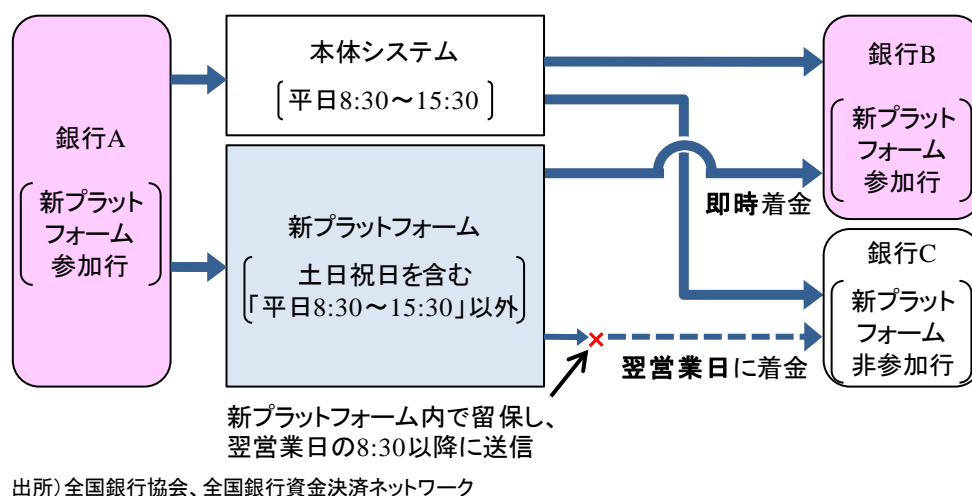 銀行A
新プラット
フォーム
参加行
本体システム
平日8:30～15:30
新プラットフォーム
土日祝日を含む
「平日8:30～15:30」以外
銀行B
新プラット
フォーム
参加行
即時着金
銀行C
新プラット
フォーム
非参加行
×
翌営業日に着金
新プラットフォーム内で留保し、
翌営業日の8:30以降に送信
出所)全国銀行協会、全国銀行資金決済ネットワーク